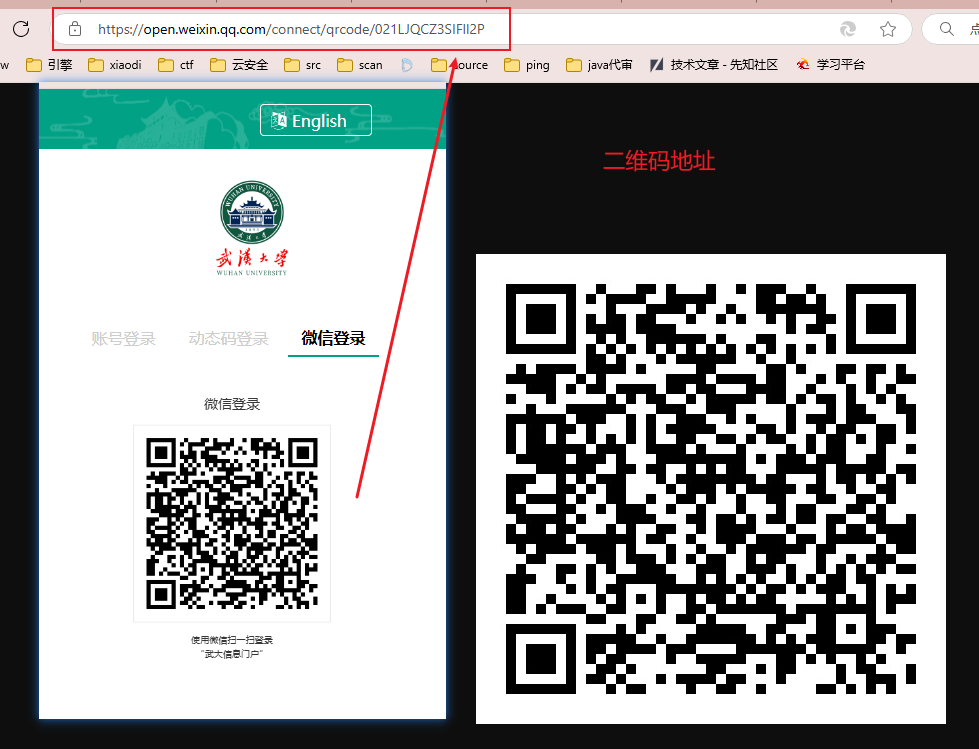 https://open.weixin.qq.com/connect/qrcode/021LJQCZ3SIFlI2P
w 引擎 xiaodi ctf 云安全 src scan ource ping java代审 技术文章 - 先知社区 学习平台
English
二维码地址
WUHAN UNIVERSITY
武漢大學
WUHAN UNIVERSITY
账号登录 动态码登录 微信登录
微信登录
使用微信扫一扫登录
“武大信息门户”